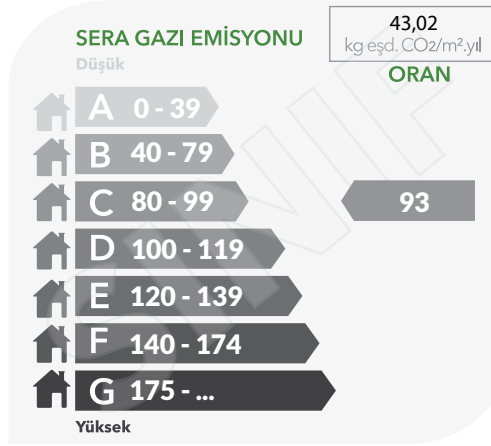 SERA GAZI EMİSYONU
43,02
kg eşd. CO2/m².yıl
Düşük
ORAN
A 0 - 39
B 40 - 79
C 80 - 99
93
D 100 - 119
E 120 - 139
F 140 - 174
G 175 - ...
Yüksek
SINIF